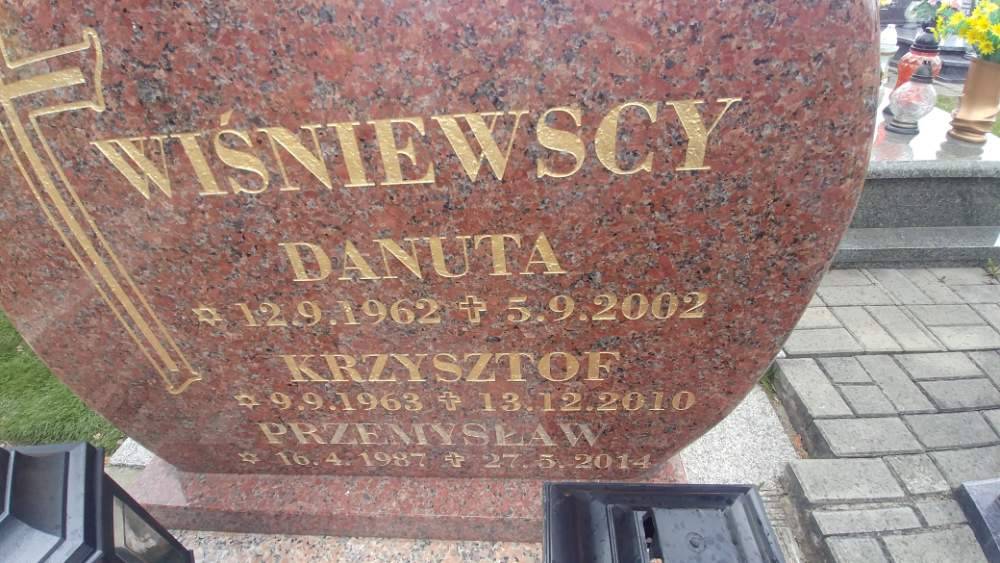 WIŚNIEWSCY
DANUTA
☆ 12.9.1962 ✝ 5.9.2002
KRZYSZTOF
☆ 9.9.1963 ✝ 13.12.2010
PRZEMYSŁAW
☆ 16.4.1987 ✝ 27.5.2014